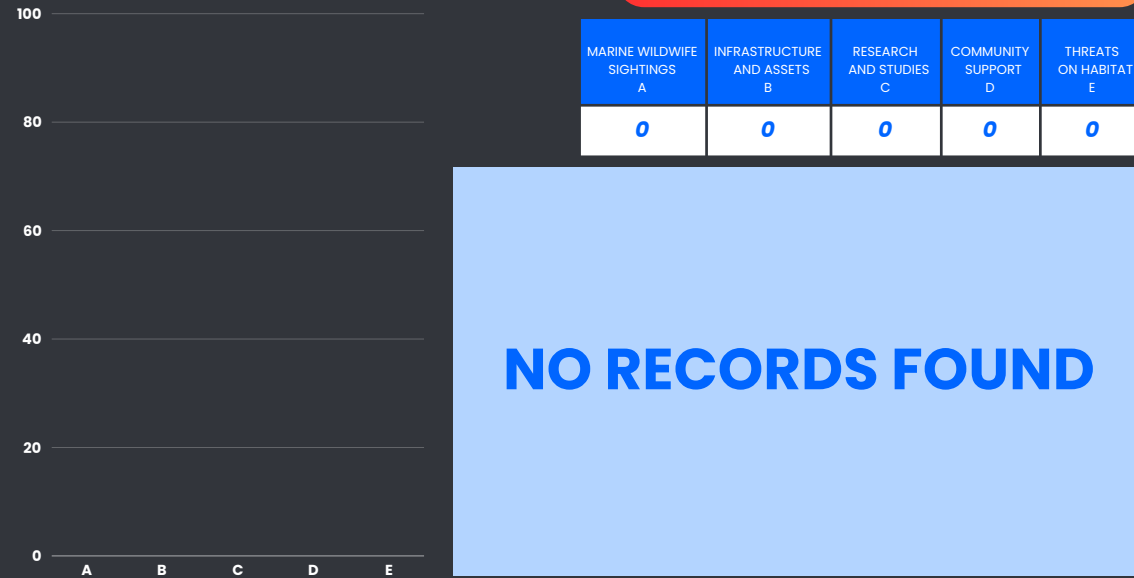 100
80
60
40
20
0
A B C D E
MARINE WILDWIFE
SIGHTINGS
A
INFRASTRUCTURE
AND ASSETS
B
RESEARCH
AND STUDIES
C
COMMUNITY
SUPPORT
D
THREATS
ON HABITAT
E
0 0 0 0 0
NO RECORDS FOUND